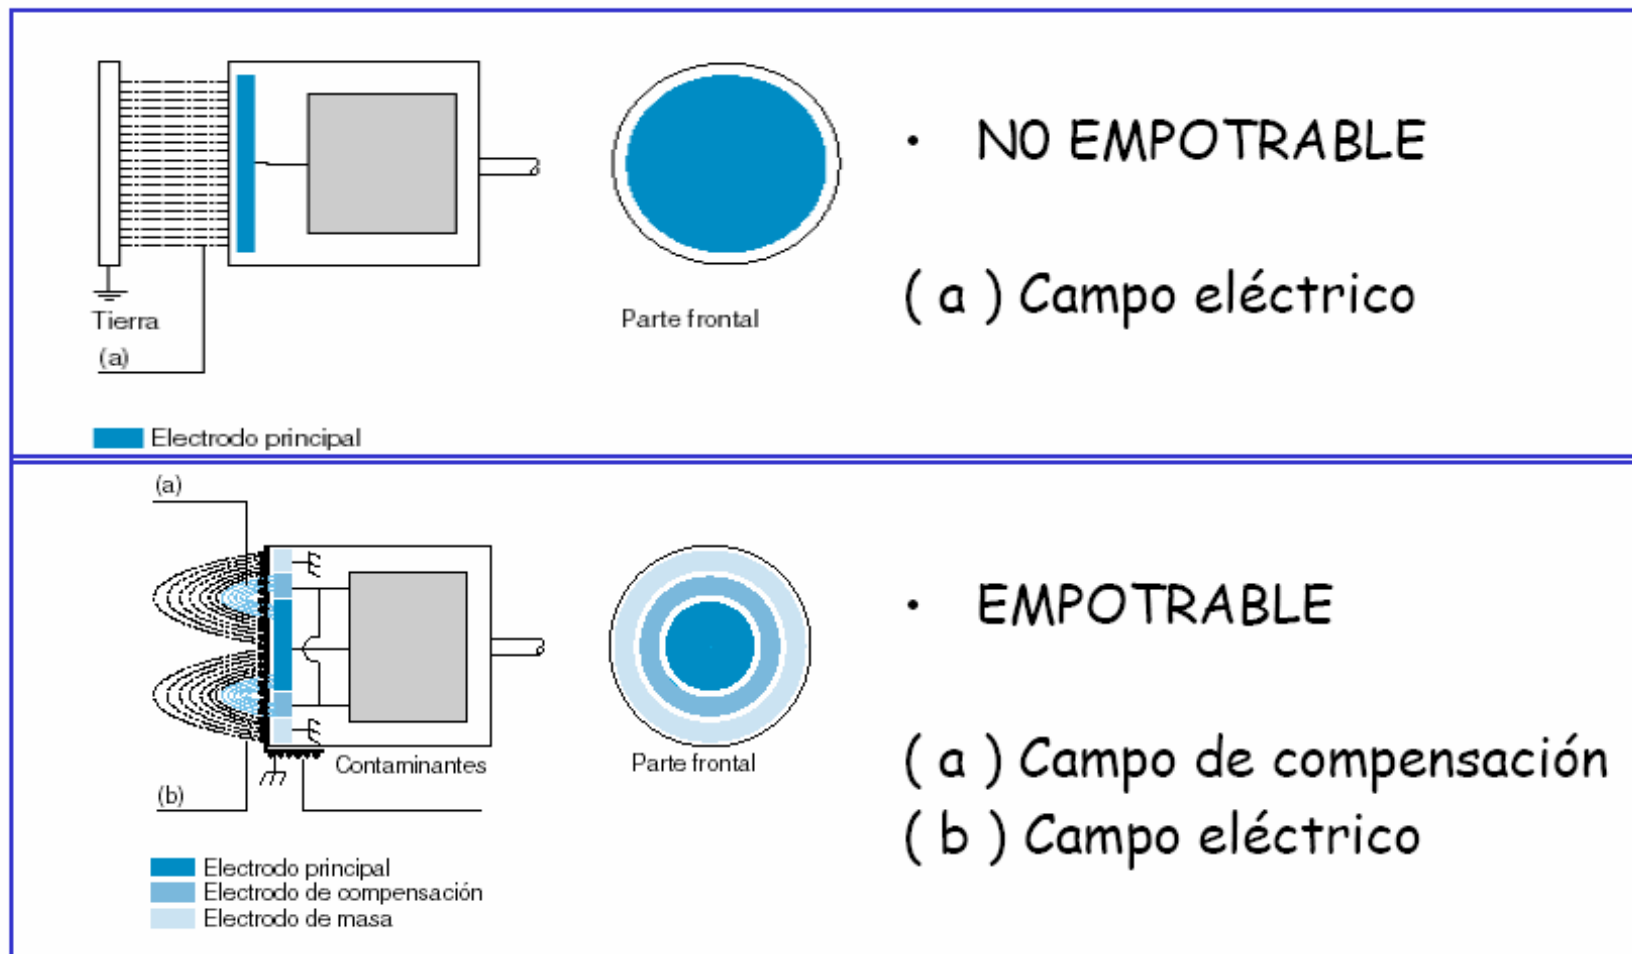 Tierra
(a)
Parte frontal
Electrodo principal
• N0 EMPOTRABLE
( a ) Campo eléctrico
(a)
(b)
Contaminantes
Parte frontal
Electrodo principal
Electrodo de compensación
Electrodo de masa
• EMPOTRABLE
( a ) Campo de compensación
( b ) Campo eléctrico